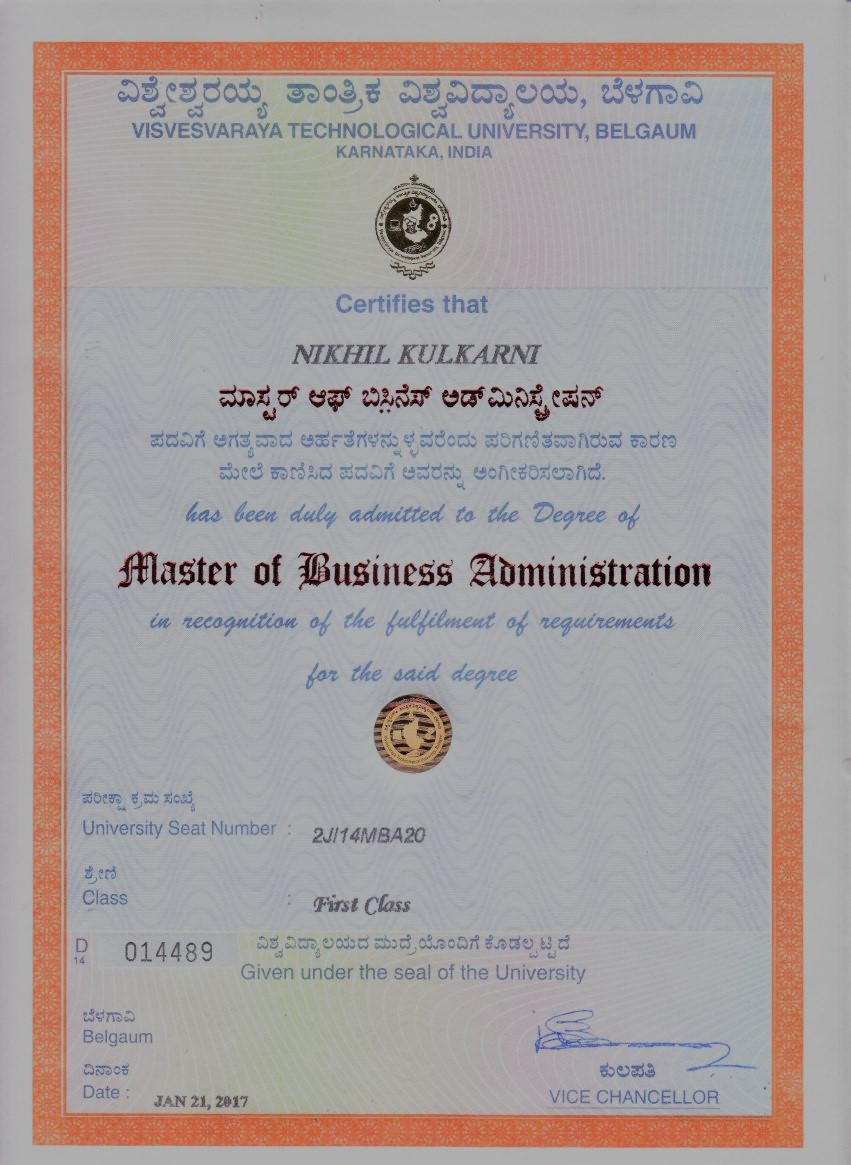 ವಿಶ್ವೇಶ್ವರಯ್ಯ ತಾಂತ್ರಿಕ ವಿಶ್ವವಿದ್ಯಾಲಯ, ಬೆಳಗಾವಿ
VISVESVARAYA TECHNOLOGICAL UNIVERSITY, BELGAUM
KARNATAKA, INDIA
Certifies that
NIKHIL KULKARNI
ಮಾಸ್ಟರ್ ಆಫ್ ಬಿಸ್ಸಿನೆಸ್ ಅಡ್‌ಮಿನಿಸ್ಟ್ರೇಷನ್
ಪದವಿಗೆ ಅಗತ್ಯವಾದ ಅರ್ಹತೆಗಳನ್ನುಳ್ಳವರೆಂದು ಪರಿಗಣಿತವಾಗಿರುವ ಕಾರಣ
ಮೇಲೆ ಕಾಣಿಸಿದ ಪದವಿಗೆ ಅವರನ್ನು ಅಂಗೀಕರಿಸಲಾಗಿದೆ.
has been duly admitted to the Degree of
Master of Business Administration
in recognition of the fulfilment of requirements
for the said degree
ಪರೀಕ್ಷಾ ಕ್ರಮ ಸಂಖ್ಯೆ
University Seat Number : 2JI14MBA20
ಶ್ರೇಣಿ
Class : First Class
D 14 014489 ವಿಶ್ವವಿದ್ಯಾಲಯದ ಮುದ್ರೆಯೊಂದಿಗೆ ಕೊಡಲ್ಪಟ್ಟಿದೆ
Given under the seal of the University
ಬೆಳಗಾವಿ
Belgaum
ದಿನಾಂಕ ಕುಲಪತಿ
Date : JAN 21, 2017 VICE CHANCELLOR